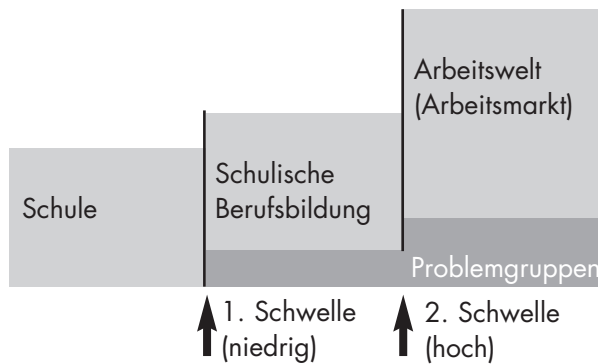 Arbeitswelt
(Arbeitsmarkt)
Schulische
Berufsbildung
Schule
Problemgruppen
1. Schwelle
(niedrig)
2. Schwelle
(hoch)